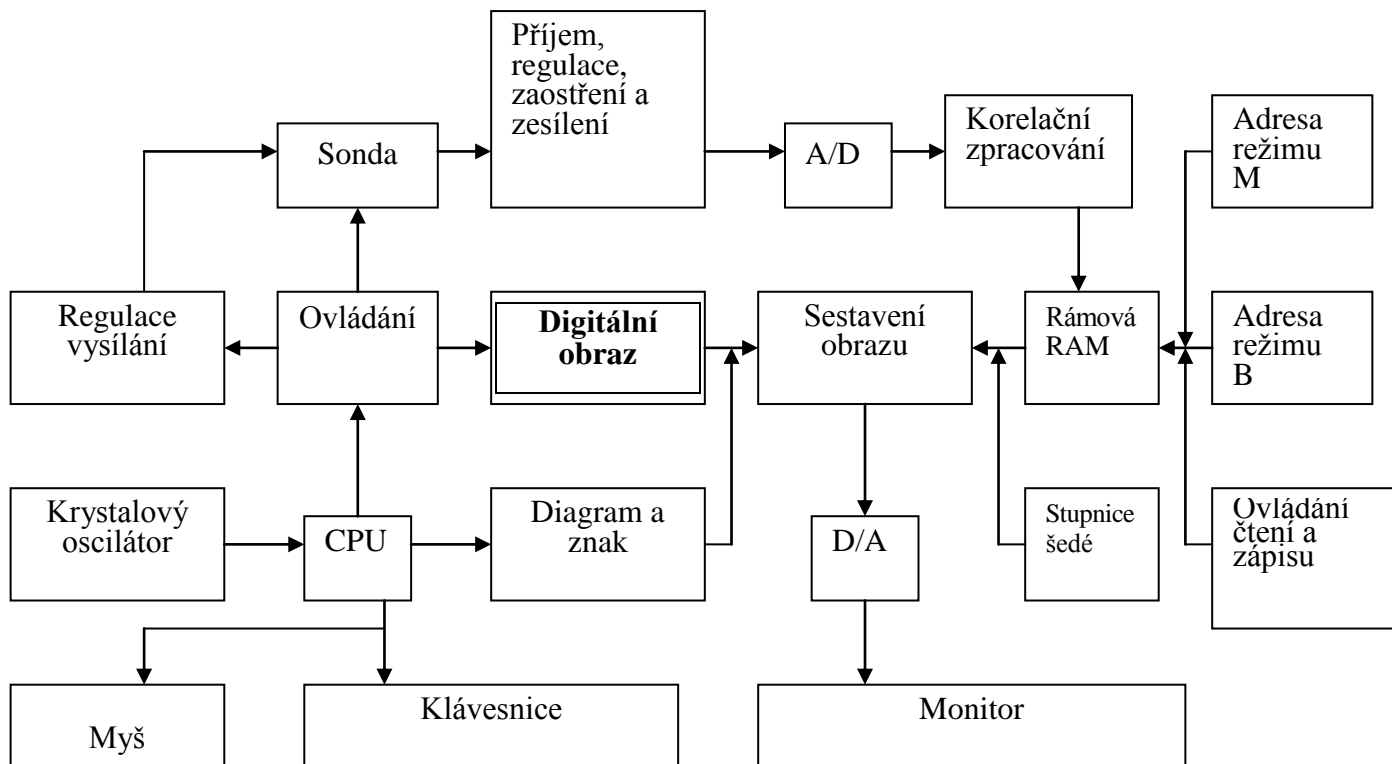 Příjem,
regulace,
zaostření a
zesílení
Sonda
A/D
Korelační
zpracování
Adresa
režimu
M
Regulace
vysílání
Ovládání
Digitální
obraz
Sestavení
obrazu
Rámová
RAM
Adresa
režimu
B
Krystalový
oscilátor
CPU
Diagram a
znak
D/A
Stupnice
šedé
Ovládání
čtení a
zápisu
Myš
Klávesnice
Monitor